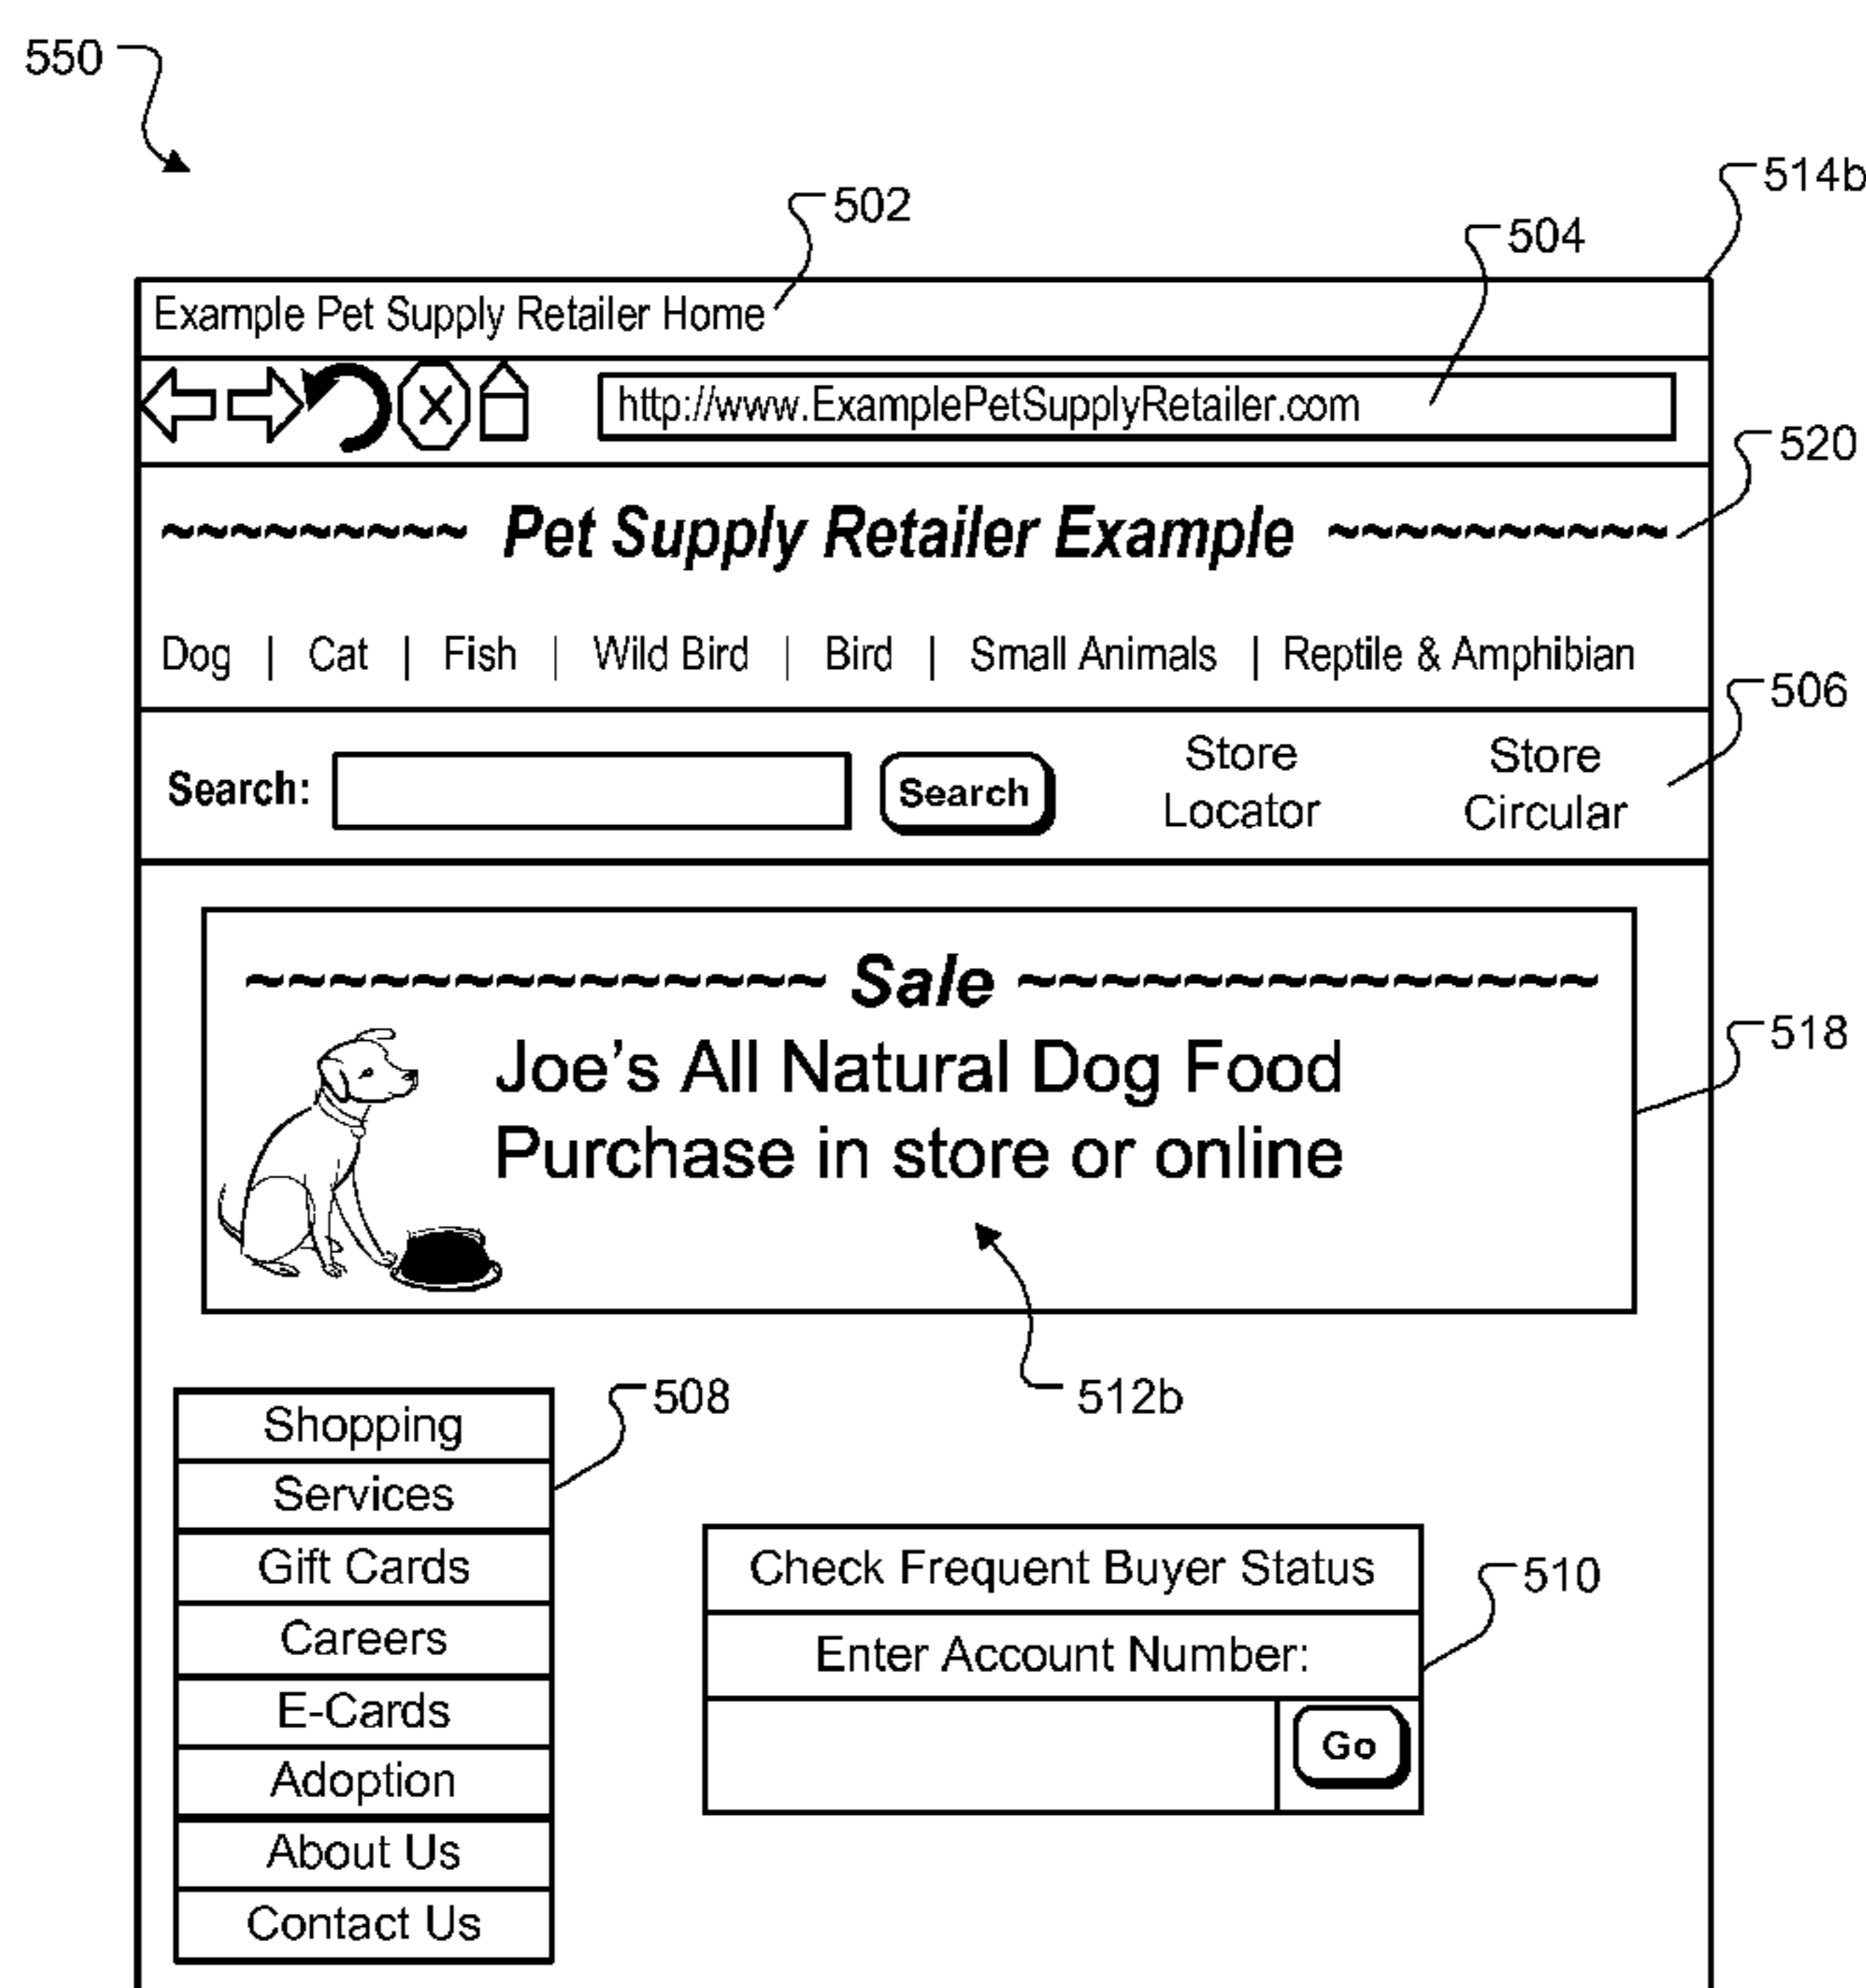 550
514b
502
504
Example Pet Supply Retailer Home
http://www.ExamplePetSupplyRetailer.com
520
~~~~~~~~~ Pet Supply Retailer Example ~~~~~~~~~~
Dog | Cat | Fish | Wild Bird | Bird | Small Animals | Reptile & Amphibian
506
Search: Search Store Locator Store Circular
~~~~~~~~~~~~~~ Sale ~~~~~~~~~~~~~~
518
Joe's All Natural Dog Food
Purchase in store or online
512b
508
Shopping
Services
Gift Cards
Careers
E-Cards
Adoption
About Us
Contact Us
Check Frequent Buyer Status
510
Enter Account Number:
Go